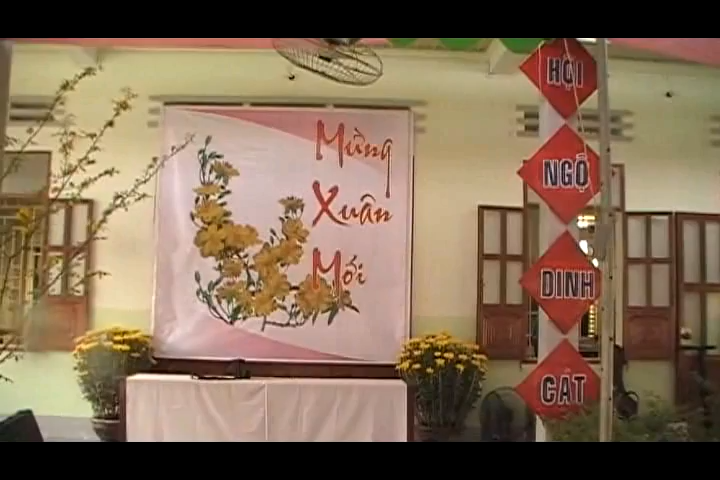 Mừng
Xuân
Mới
HỘI
NGỘ
DINH
CÁT